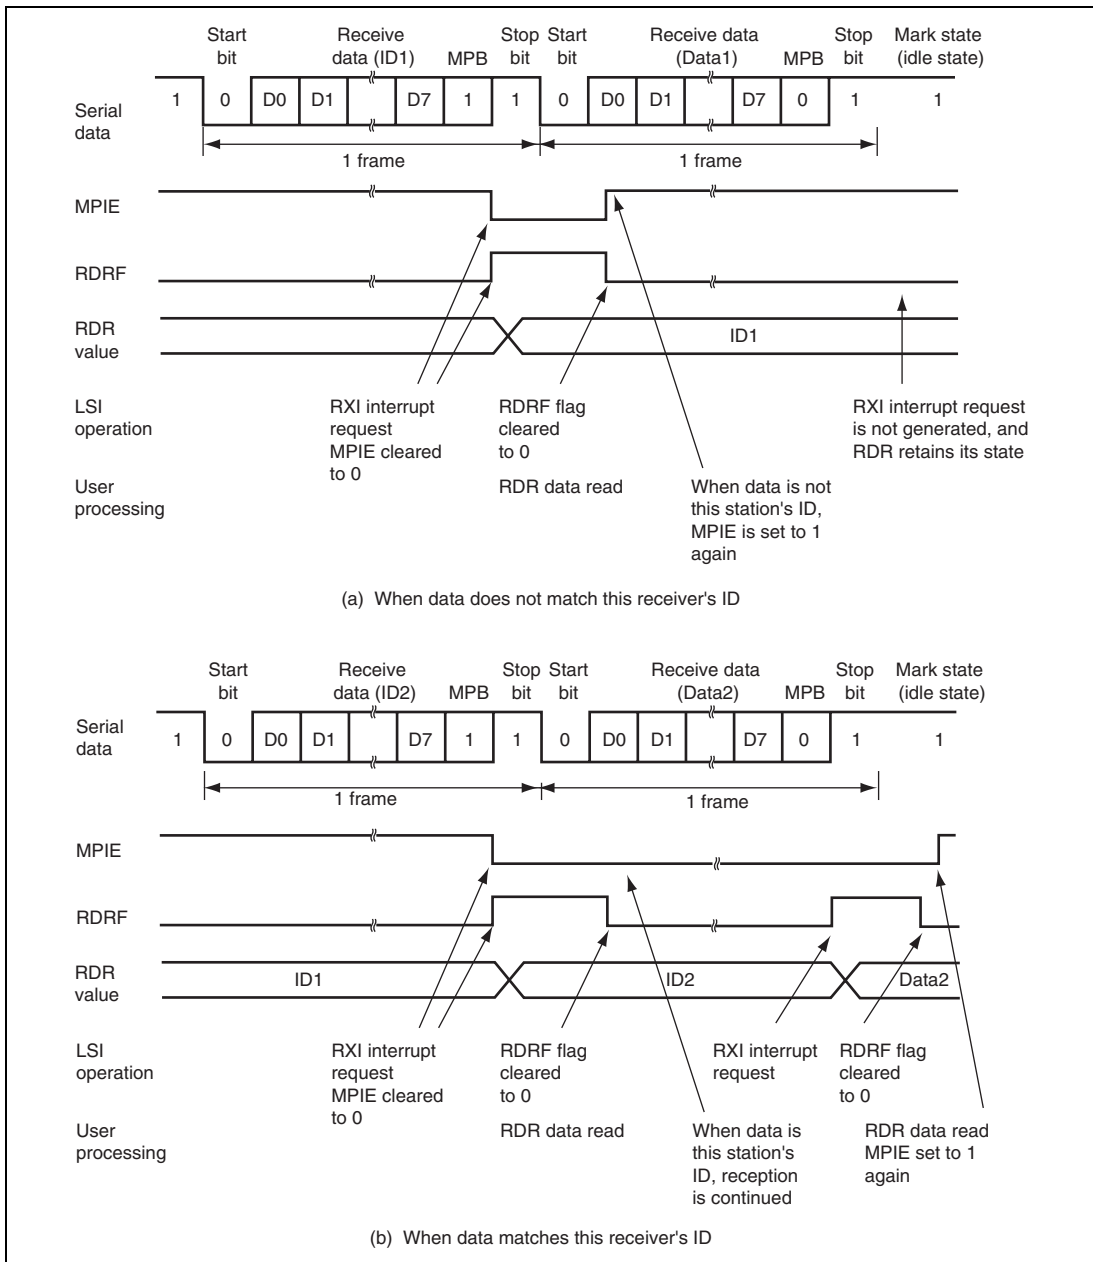 Start bit Receive data (ID1) MPB Stop bit Start bit Receive data (Data1) MPB Stop bit Mark state (idle state)
Serial data 1 0 D0 D1 D7 1 1 0 D0 D1 D7 0 1 1
1 frame 1 frame
MPIE
RDRF
RDR value ID1
LSI operation RXI interrupt request MPIE cleared to 0 RDRF flag cleared to 0 RXI interrupt request is not generated, and RDR retains its state
User processing RDR data read When data is not this station's ID, MPIE is set to 1 again
(a) When data does not match this receiver's ID
Start bit Receive data (ID2) MPB Stop bit Start bit Receive data (Data2) MPB Stop bit Mark state (idle state)
Serial data 1 0 D0 D1 D7 1 1 0 D0 D1 D7 0 1 1
1 frame 1 frame
MPIE
RDRF
RDR value ID1 ID2 Data2
LSI operation RXI interrupt request MPIE cleared to 0 RDRF flag cleared to 0 RXI interrupt request RDRF flag cleared to 0
User processing RDR data read When data is this station's ID, reception is continued RDR data read MPIE set to 1 again
(b) When data matches this receiver's ID